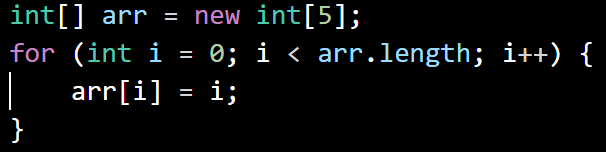 int[] arr = new int[5];
for (int i = 0; i < arr.length; i++) {
    arr[i] = i;
}